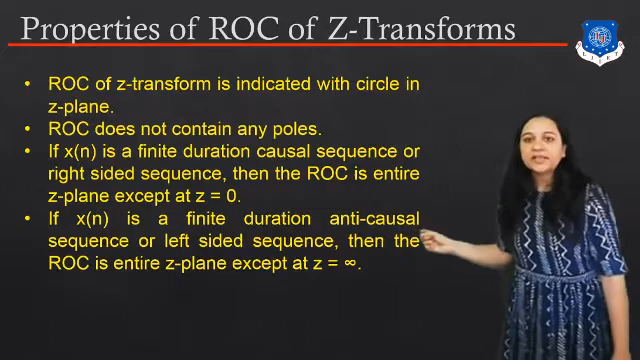 Properties of ROC of Z-Transforms
• ROC of z-transform is indicated with circle in
z-plane.
• ROC does not contain any poles.
• If x(n) is a finite duration causal sequence or
right sided sequence, then the ROC is entire
z-plane except at z = 0.
• If x(n) is a finite duration anti-causal
sequence or left sided sequence, then the
ROC is entire z-plane except at z = ∞.
LJIET